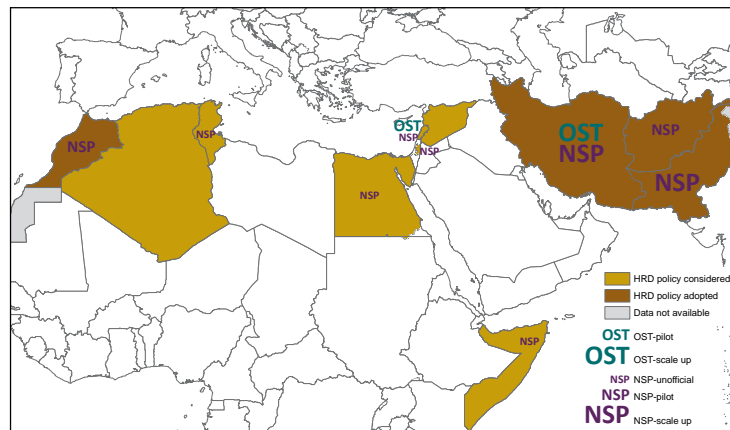 OST
NSP
NSP
NSP
NSP
OST
NSP
NSP
NSP
NSP
NSP
HRD policy considered
HRD policy adopted
Data not available
OST OST-pilot
OST OST-scale up
NSP NSP-unofficial
NSP NSP-pilot
NSP NSP-scale up